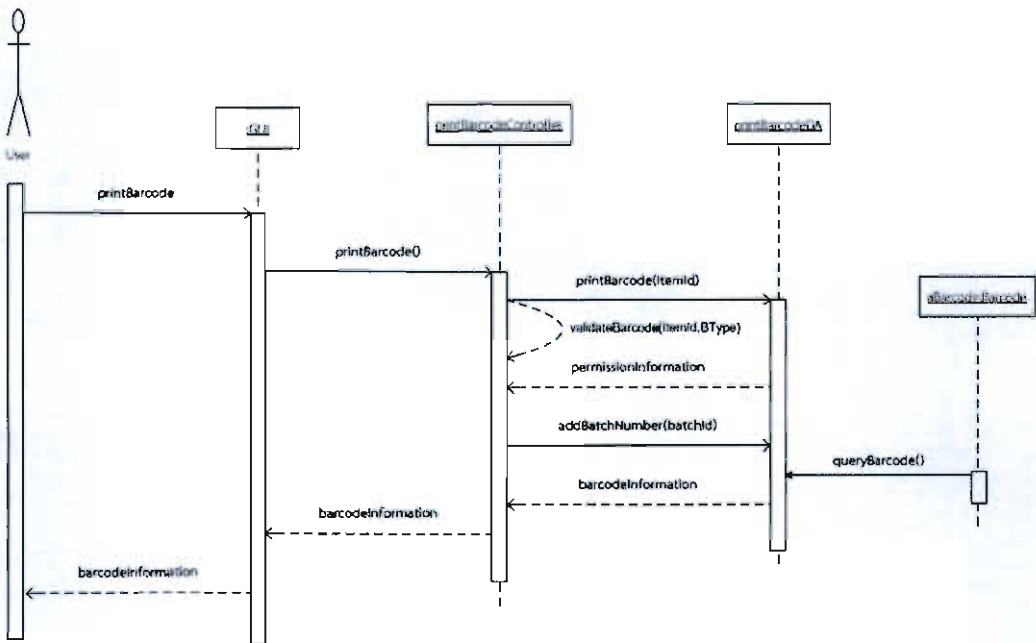 User
:GUI
printBarcodeController
printBarcodeDA
aBarcode:Barcode
printBarcode
printBarcode()
printBarcode(ItemId)
validateBarcode(ItemId,BType)
permissionInformation
addBatchNumber(batchId)
queryBarcode()
barcodeInformation
barcodeInformation
barcodeInformation